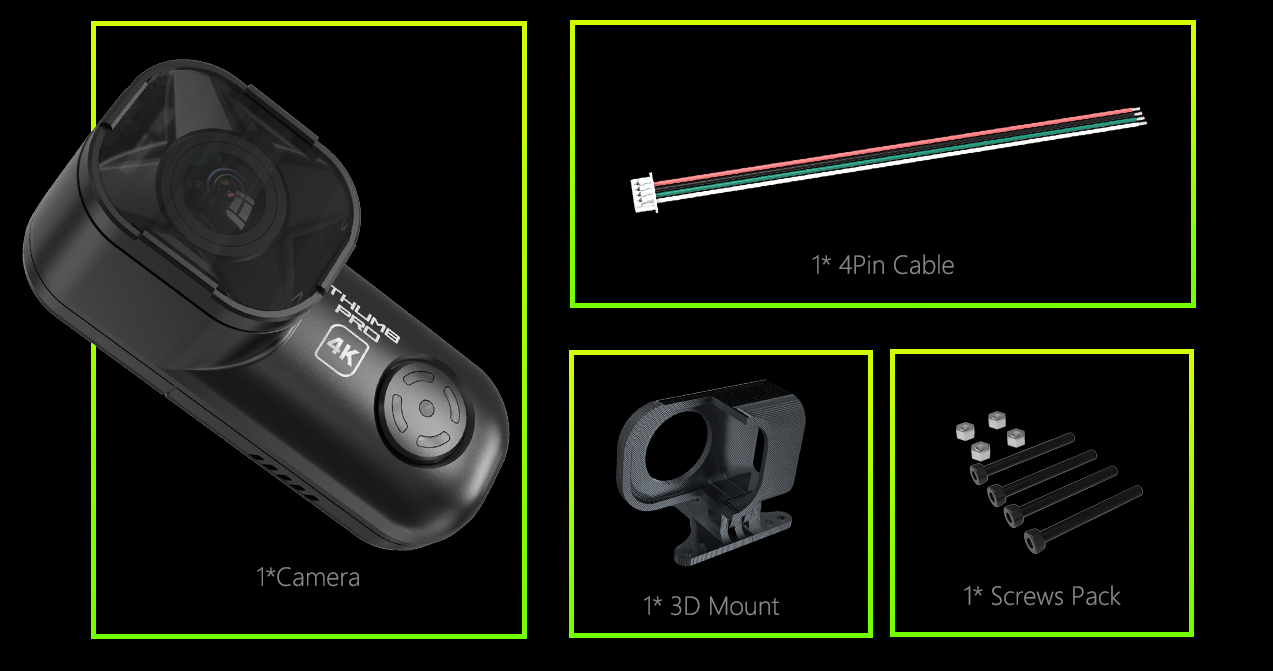 THUMB
PRO
4K
1*Camera
1* 4Pin Cable
1* 3D Mount
1* Screws Pack